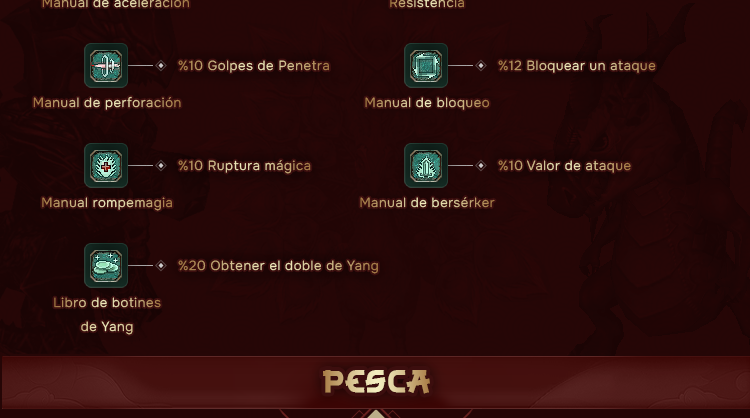 Manual de aceleración
Resistencia
%10 Golpes de Penetra
%12 Bloquear un ataque
Manual de perforación
Manual de bloqueo
%10 Ruptura mágica
%10 Valor de ataque
Manual rompemagia
Manual de bersérker
%20 Obtener el doble de Yang
Libro de botines
de Yang
PESCA